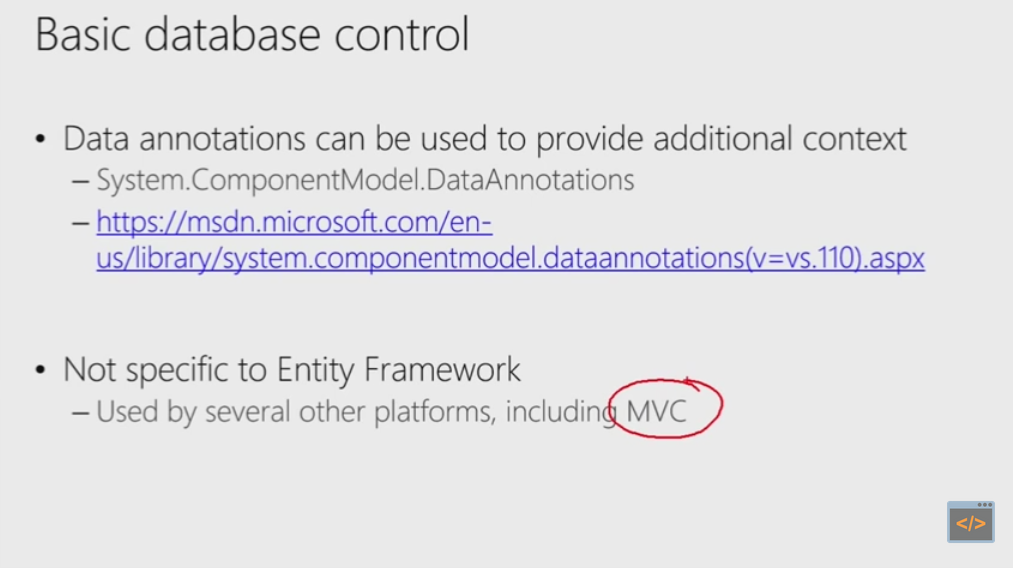 Basic database control
• Data annotations can be used to provide additional context
– System.ComponentModel.DataAnnotations
– https://msdn.microsoft.com/en-
us/library/system.componentmodel.dataannotations(v=vs.110).aspx
• Not specific to Entity Framework
– Used by several other platforms, including MVC
</>